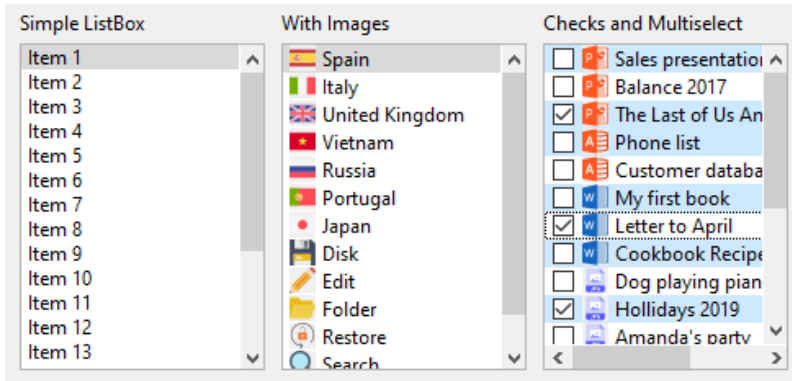 Simple ListBox
Item 1
Item 2
Item 3
Item 4
Item 5
Item 6
Item 7
Item 8
Item 9
Item 10
Item 11
Item 12
Item 13
With Images
Spain
Italy
United Kingdom
Vietnam
Russia
Portugal
Japan
Disk
Edit
Folder
Restore
Search
Checks and Multiselect
Sales presentation
Balance 2017
The Last of Us An
Phone list
Customer databa
My first book
Letter to April
Cookbook Recipe
Dog playing pian
Hollidays 2019
Amanda's party